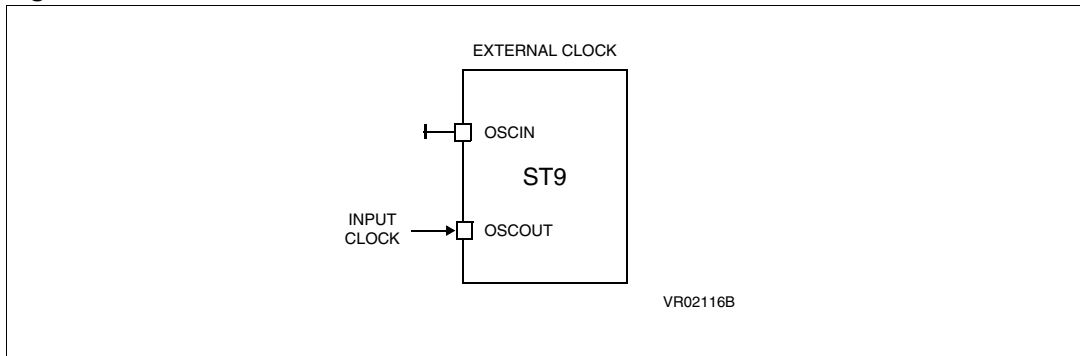 EXTERNAL CLOCK
OSCIN
ST9
INPUT
CLOCK
OSCOUT
VR02116B